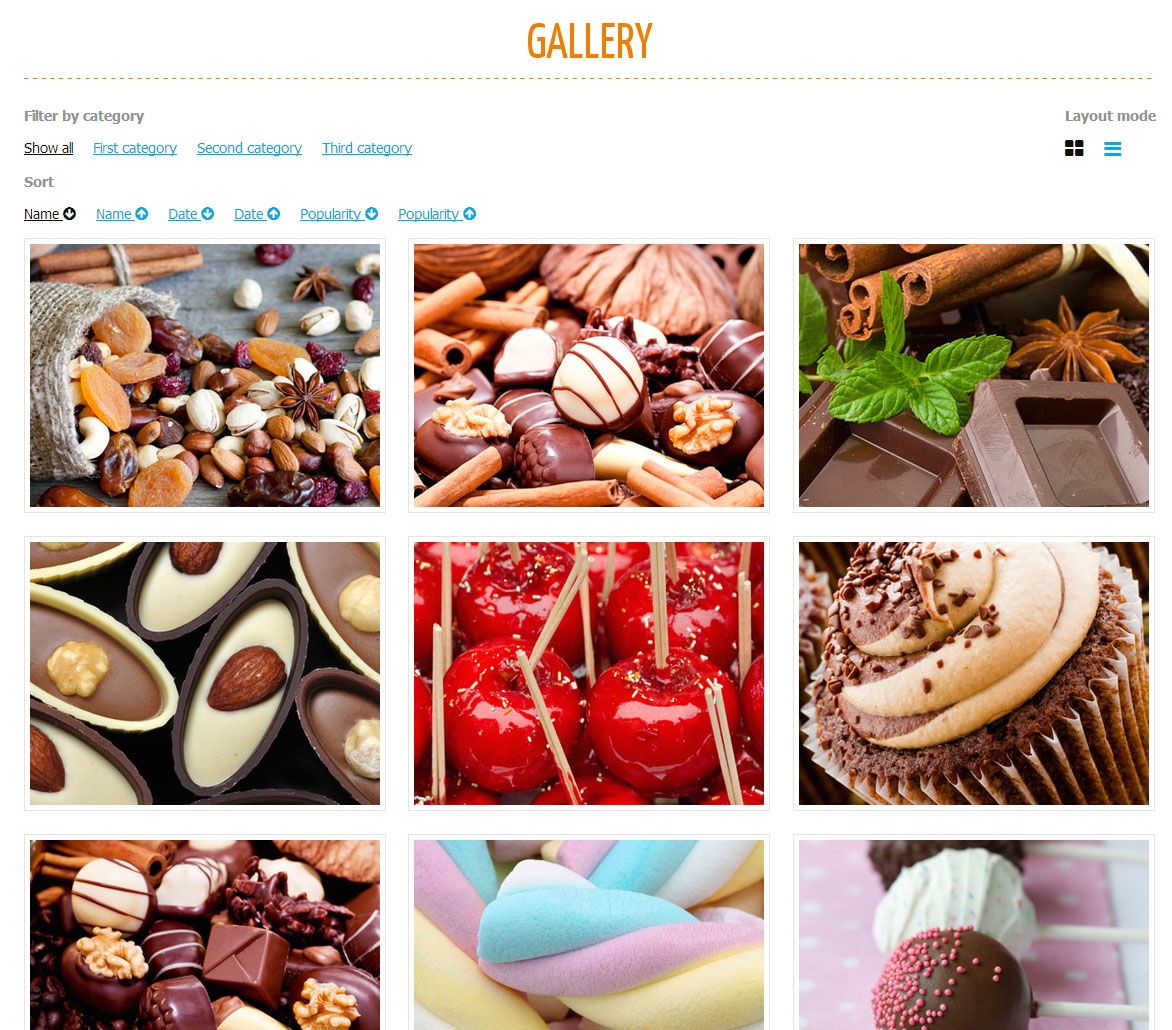 GALLERY
Filter by category
Layout mode
Show all First category Second category Third category
Sort
Name Name Date Date Popularity Popularity